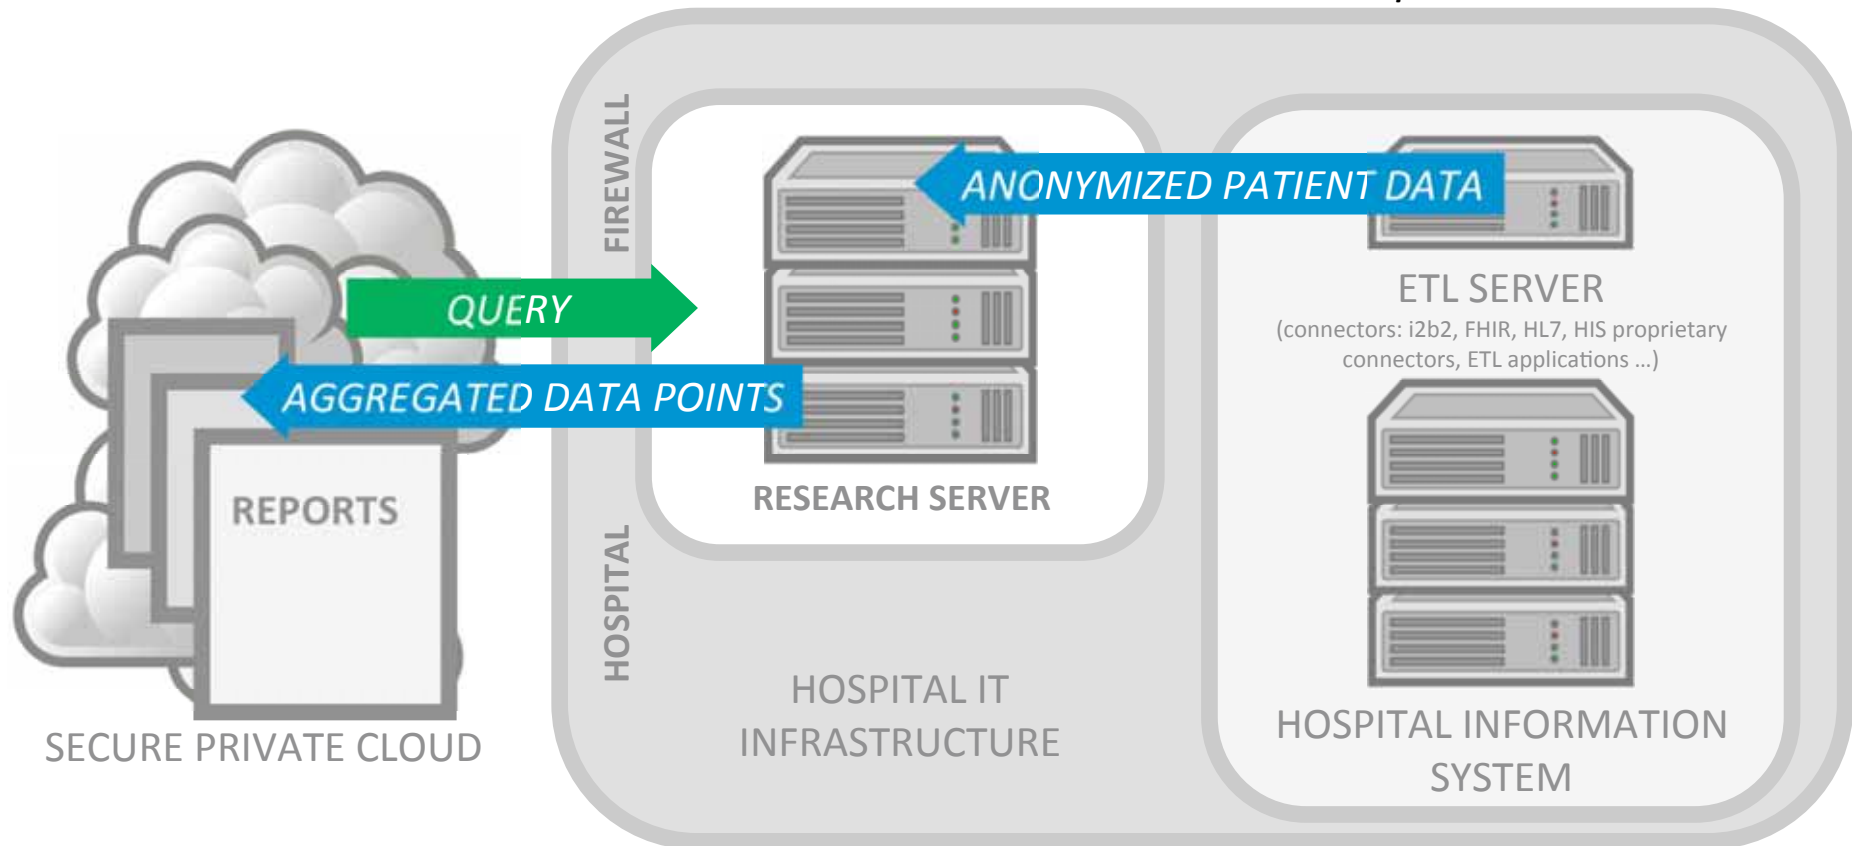 FIREWALL
HOSPITAL
ANONYMIZED PATIENT DATA
QUERY
AGGREGATED DATA POINTS
REPORTS
SECURE PRIVATE CLOUD
RESEARCH SERVER
HOSPITAL IT
INFRASTRUCTURE
ETL SERVER
(connectors: i2b2, FHIR, HL7, HIS proprietary
connectors, ETL applications ...)
HOSPITAL INFORMATION
SYSTEM